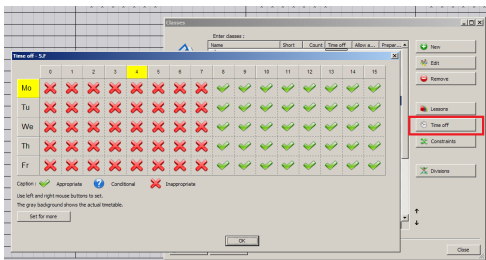 Classes
Enter classes :
Name Short Count Time off Allow a... Prepar...
New
Edit
Remove
Lessons
Time off
Constraints
Divisions
Close
Time off - 5.F
0 1 2 3 4 5 6 7 8 9 10 11 12 13 14 15
Mo
Tu
We
Th
Fr
Caption : Appropriate ? Conditional Inappropriate
Use left and right mouse buttons to set.
The gray background shows the actual timetable.
Set for more
OK